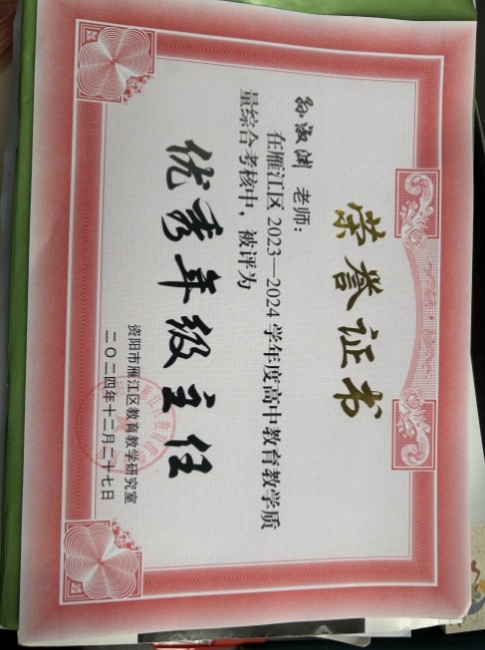 荣誉证书
孙淑渊 老师：
在雁江区 2023—2024 学年度高中教育教学质
量综合考核中，被评为
优秀年级主任
资阳市雁江区教育教学研究室
二〇二四年十二月二十七日